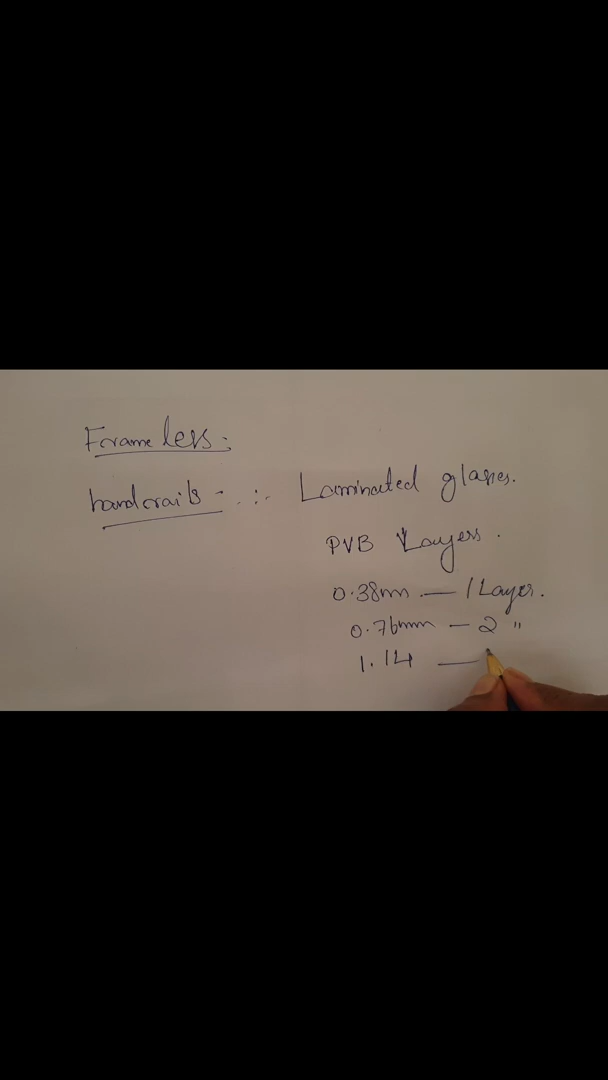 Frameless:
handrails - .:. Laminated glasses.
PVB Layers.
0.38mm — 1 Layer.
0.76mm — 2 "
1.14 —